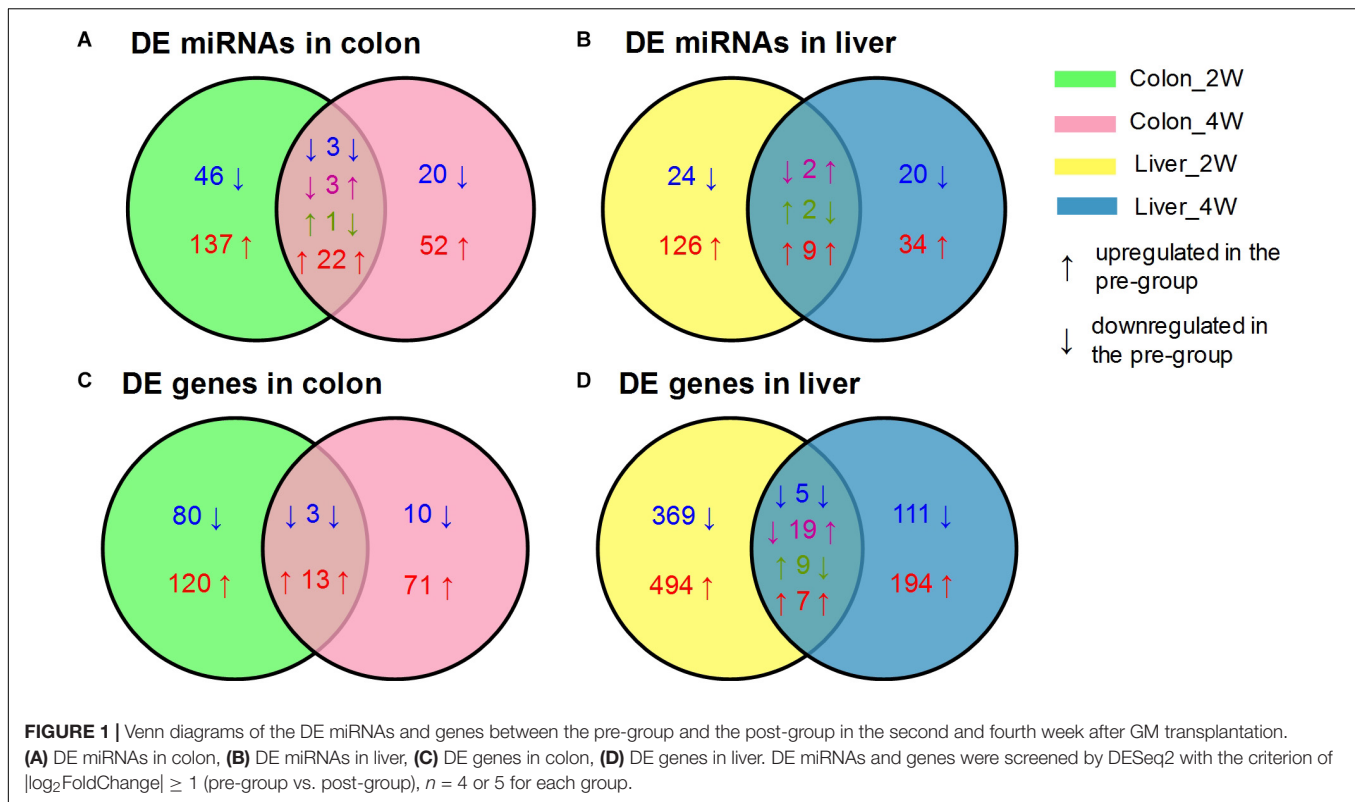 A DE miRNAs in colon
46 ↓
137 ↑
↓ 3 ↓
↓ 3 ↑
↑ 1 ↓
↑ 22 ↑
20 ↓
52 ↑
B DE miRNAs in liver
24 ↓
126 ↑
↓ 2 ↑
↑ 2 ↓
↑ 9 ↑
20 ↓
34 ↑
Colon_2W
Colon_4W
Liver_2W
Liver_4W
↑ upregulated in the
pre-group
↓ downregulated in
the pre-group
C DE genes in colon
80 ↓
120 ↑
↓ 3 ↓
↑ 13 ↑
10 ↓
71 ↑
D DE genes in liver
369 ↓
494 ↑
↓ 5 ↓
↓ 19 ↑
↑ 9 ↓
↑ 7 ↑
111 ↓
194 ↑
FIGURE 1 | Venn diagrams of the DE miRNAs and genes between the pre-group and the post-group in the second and fourth week after GM transplantation.
(A) DE miRNAs in colon, (B) DE miRNAs in liver, (C) DE genes in colon, (D) DE genes in liver. DE miRNAs and genes were screened by DESeq2 with the criterion of
|log₂FoldChange| ≥ 1 (pre-group vs. post-group), n = 4 or 5 for each group.